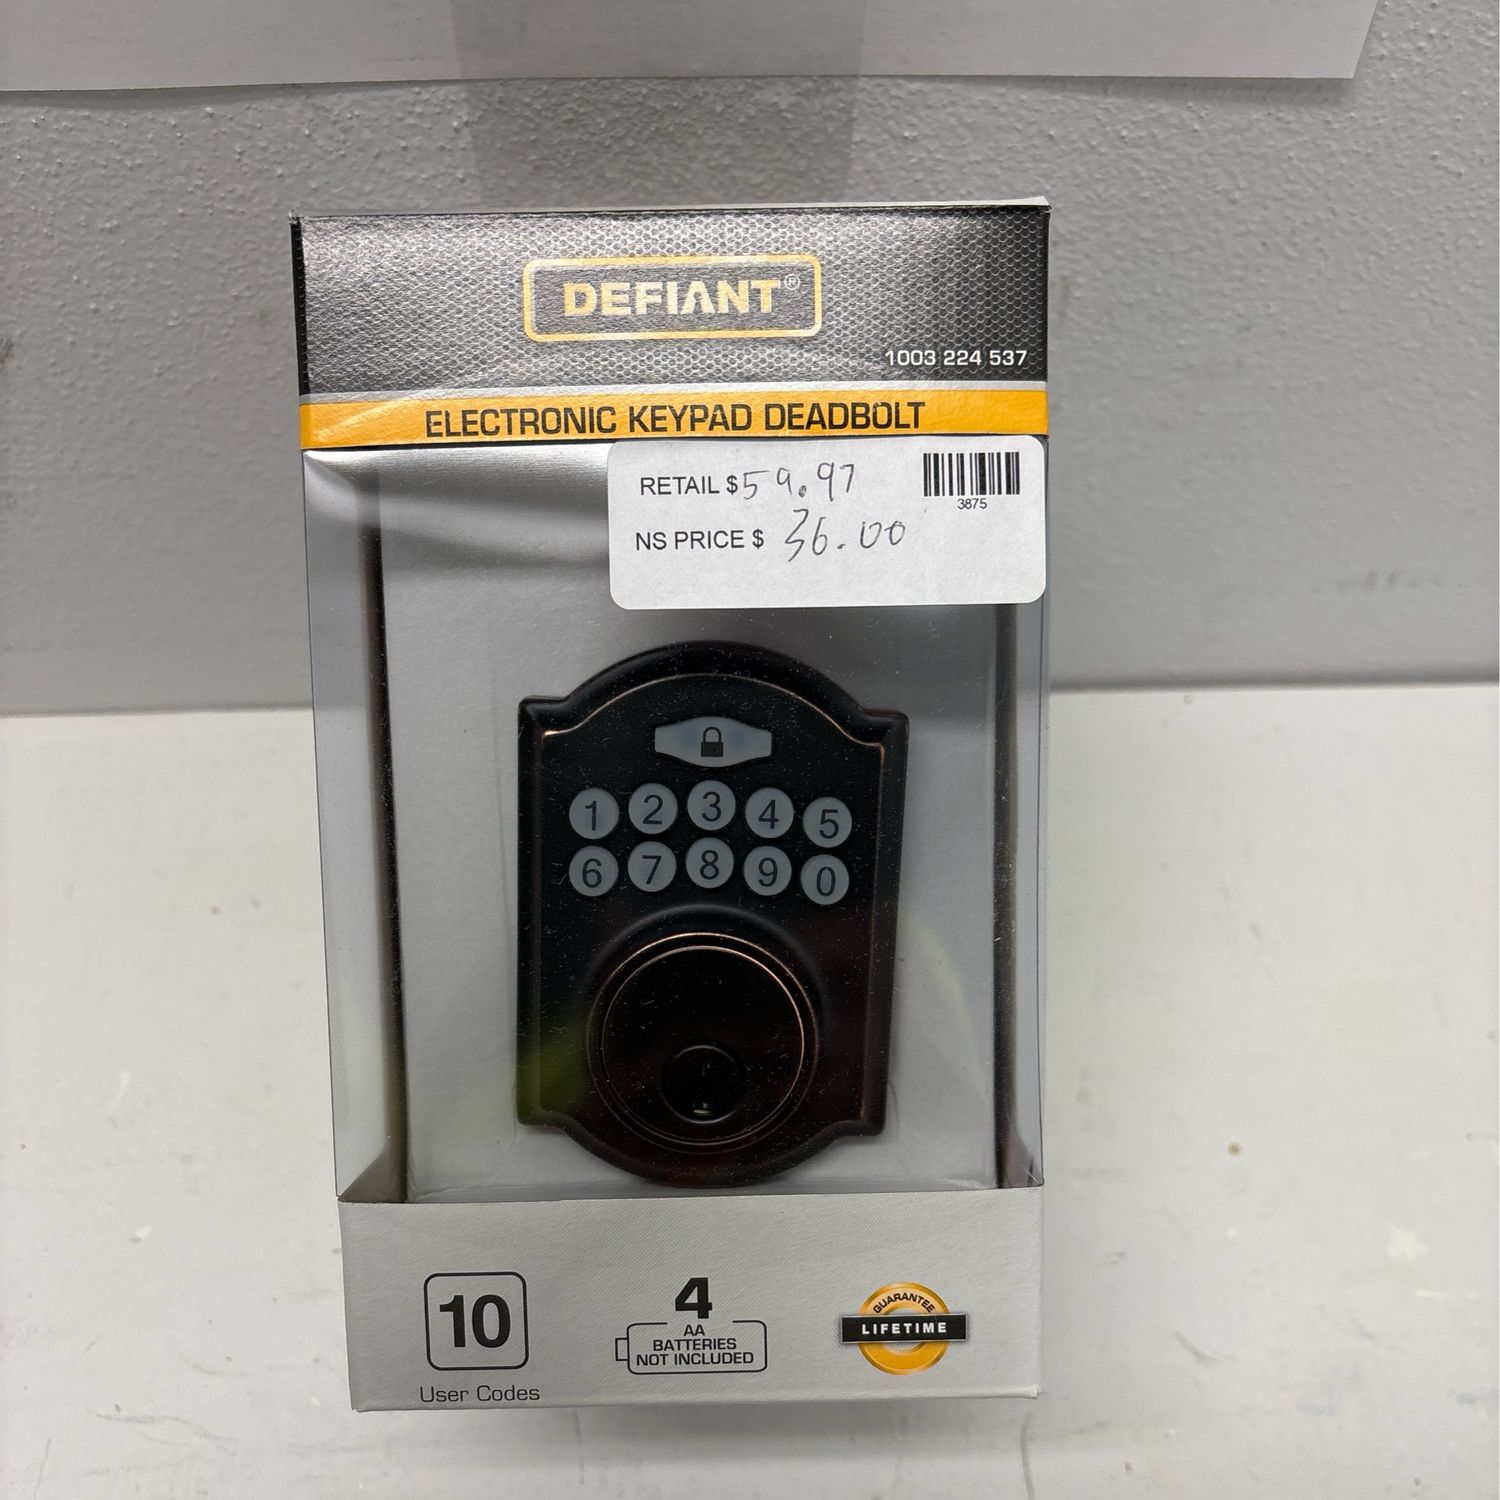 DEFIANT®
1003 224 537
ELECTRONIC KEYPAD DEADBOLT
RETAIL $59.97
3875
NS PRICE $ 36.00
1 2 3 4 5
6 7 8 9 0
10
User Codes
4
AA
BATTERIES
NOT INCLUDED
GUARANTEE
LIFETIME